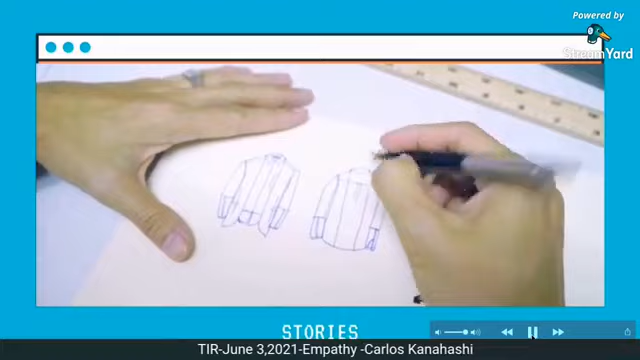 Powered by
StreamYard
STORIES
TIR-June 3,2021-Empathy -Carlos Kanahashi